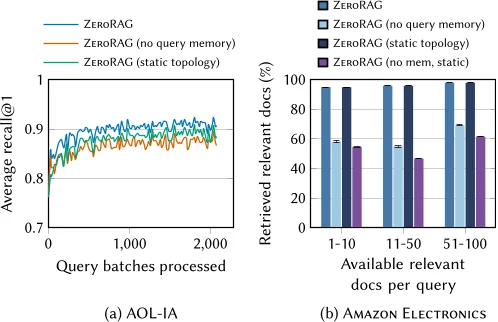 ZeroRAG
ZeroRAG (no query memory)
ZeroRAG (static topology)
Average recall@1
1
0.9
0.8
0.7
0
1,000
2,000
Query batches processed
(a) AOL-IA
ZeroRAG
ZeroRAG (no query memory)
ZeroRAG (static topology)
ZeroRAG (no mem, static)
Retrieved relevant docs (%)
100
80
60
40
20
0
1-10
11-50
51-100
Available relevant
docs per query
(b) Amazon Electronics